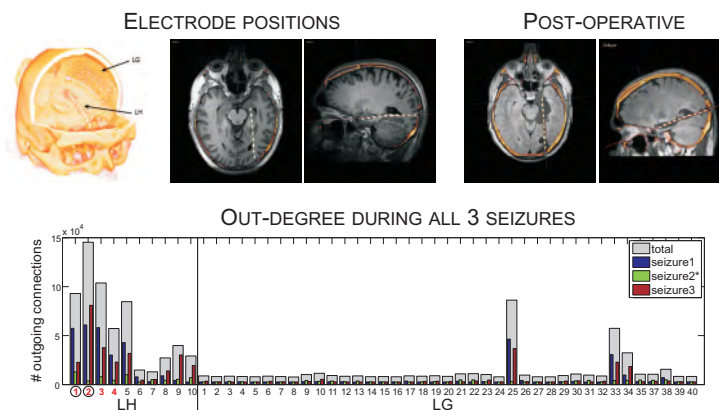 ELECTRODE POSITIONS
POST-OPERATIVE
LG
LH
OUT-DEGREE DURING ALL 3 SEIZURES
15
x 10⁴
10
5
0
# outgoing connections
total
seizure1
seizure2*
seizure3
1 2 3 4 5 6 7 8 9 10 1 2 3 4 5 6 7 8 9 10 11 12 13 14 15 16 17 18 19 20 21 22 23 24 25 26 27 28 29 30 31 32 33 34 35 36 37 38 39 40
LH
LG